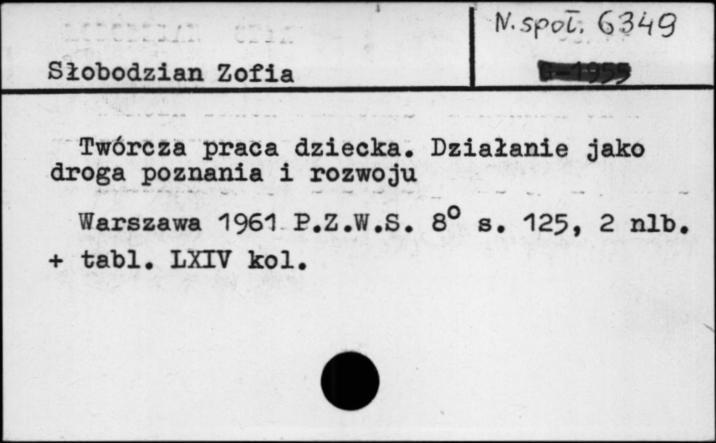 N. społ. 6349
Słobodzian Zofia
Twórcza praca dziecka. Działanie jako
droga poznania i rozwoju
Warszawa 1961 P.Z.W.S. 8° s. 125, 2 nlb.
+ tabl. LXIV kol.